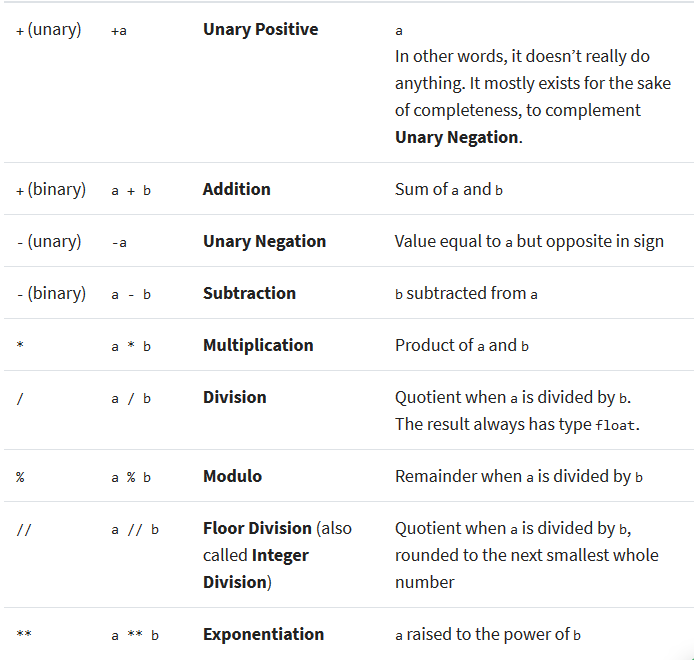 + (unary) +a Unary Positive a
In other words, it doesn’t really do
anything. It mostly exists for the sake
of completeness, to complement
Unary Negation.
+ (binary) a + b Addition Sum of a and b
- (unary) -a Unary Negation Value equal to a but opposite in sign
- (binary) a - b Subtraction b subtracted from a
* a * b Multiplication Product of a and b
/ a / b Division Quotient when a is divided by b.
The result always has type float.
% a % b Modulo Remainder when a is divided by b
// a // b Floor Division (also Quotient when a is divided by b,
called Integer rounded to the next smallest whole
Division) number
** a ** b Exponentiation a raised to the power of b